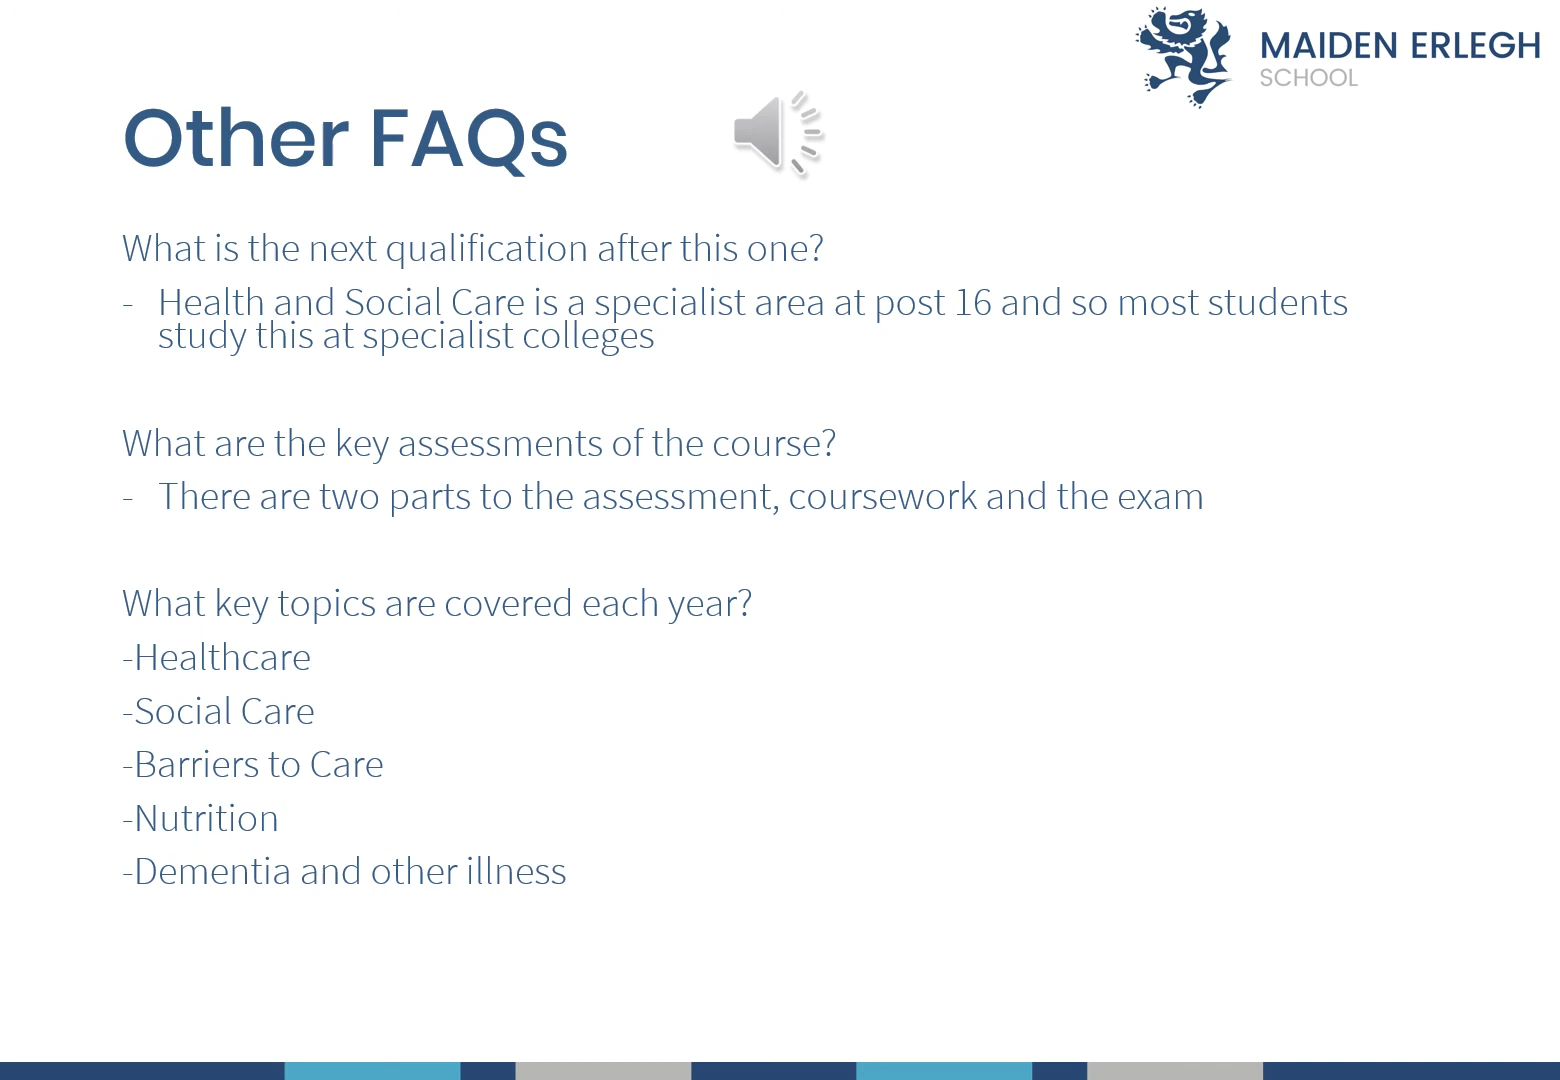 MAIDEN ERLEGH
SCHOOL
Other FAQs
What is the next qualification after this one?
- Health and Social Care is a specialist area at post 16 and so most students
study this at specialist colleges
What are the key assessments of the course?
- There are two parts to the assessment, coursework and the exam
What key topics are covered each year?
-Healthcare
-Social Care
-Barriers to Care
-Nutrition
-Dementia and other illness